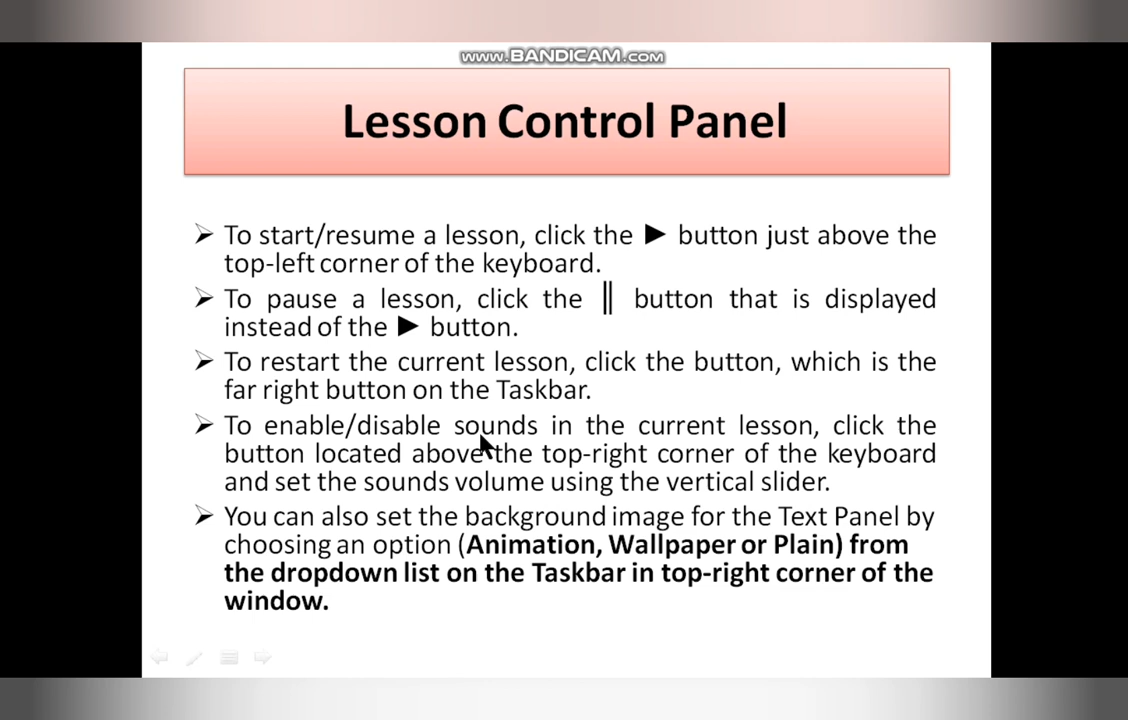 www.BANDICAM.com
Lesson Control Panel
➢ To start/resume a lesson, click the ► button just above the
top-left corner of the keyboard.
➢ To pause a lesson, click the ║ button that is displayed
instead of the ► button.
➢ To restart the current lesson, click the button, which is the
far right button on the Taskbar.
➢ To enable/disable sounds in the current lesson, click the
button located above the top-right corner of the keyboard
and set the sounds volume using the vertical slider.
➢ You can also set the background image for the Text Panel by
choosing an option (Animation, Wallpaper or Plain) from
the dropdown list on the Taskbar in top-right corner of the
window.